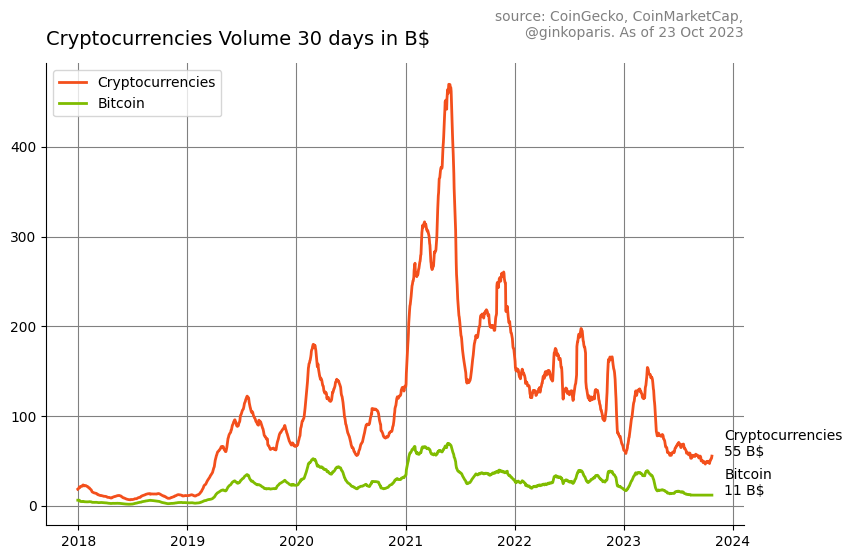 source: CoinGecko, CoinMarketCap,
@ginkoparis. As of 23 Oct 2023
Cryptocurrencies Volume 30 days in B$
Cryptocurrencies
Bitcoin
400
300
200
100
0
Cryptocurrencies
55 B$
Bitcoin
11 B$
2018
2019
2020
2021
2022
2023
2024